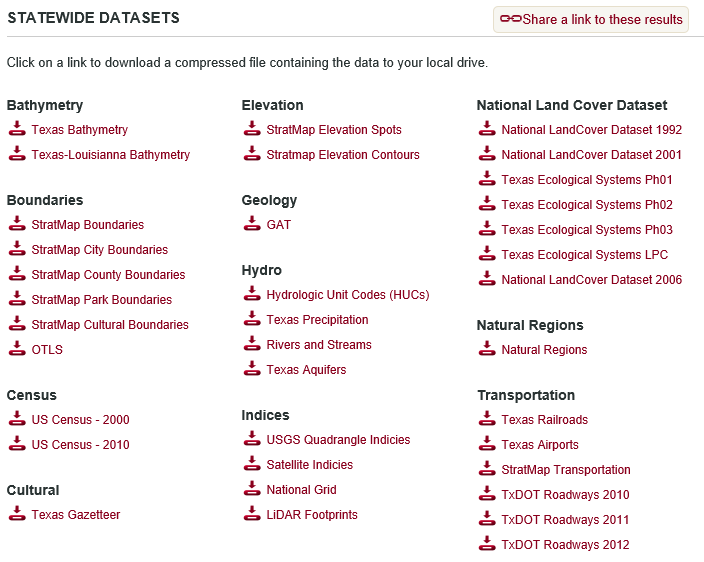 STATEWIDE DATASETS
Share a link to these results
Click on a link to download a compressed file containing the data to your local drive.
Bathymetry
Texas Bathymetry
Texas-Louisianna Bathymetry
Boundaries
StratMap Boundaries
StratMap City Boundaries
StratMap County Boundaries
StratMap Park Boundaries
StratMap Cultural Boundaries
OTLS
Census
US Census - 2000
US Census - 2010
Cultural
Texas Gazetteer
Elevation
StratMap Elevation Spots
Stratmap Elevation Contours
Geology
GAT
Hydro
Hydrologic Unit Codes (HUCs)
Texas Precipitation
Rivers and Streams
Texas Aquifers
Indices
USGS Quadrangle Indicies
Satellite Indicies
National Grid
LiDAR Footprints
National Land Cover Dataset
National LandCover Dataset 1992
National LandCover Dataset 2001
Texas Ecological Systems Ph01
Texas Ecological Systems Ph02
Texas Ecological Systems Ph03
Texas Ecological Systems LPC
National LandCover Dataset 2006
Natural Regions
Natural Regions
Transportation
Texas Railroads
Texas Airports
StratMap Transportation
TxDOT Roadways 2010
TxDOT Roadways 2011
TxDOT Roadways 2012